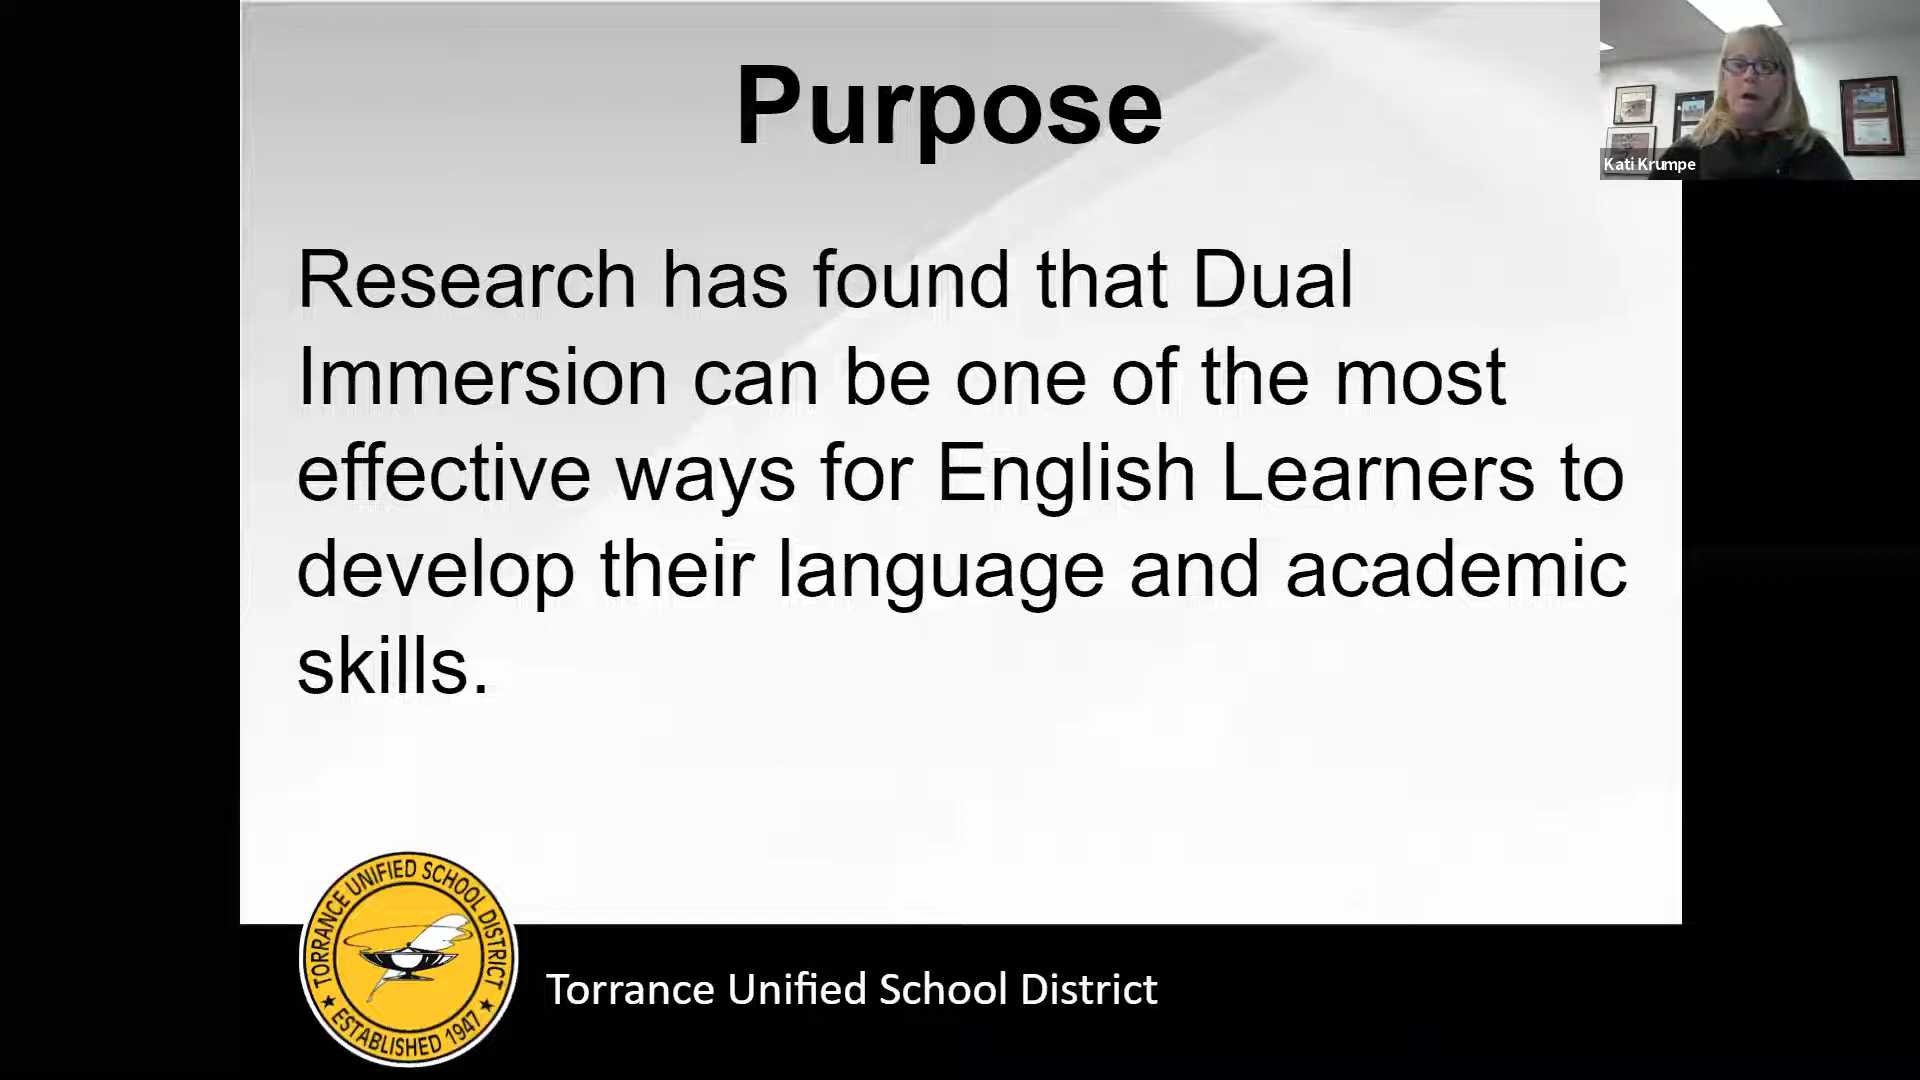 Purpose
Kati Krumpe
Research has found that Dual
Immersion can be one of the most
effective ways for English Learners to
develop their language and academic
skills.
TORRANCE UNIFIED SCHOOL DISTRICT
ESTABLISHED 1947
Torrance Unified School District